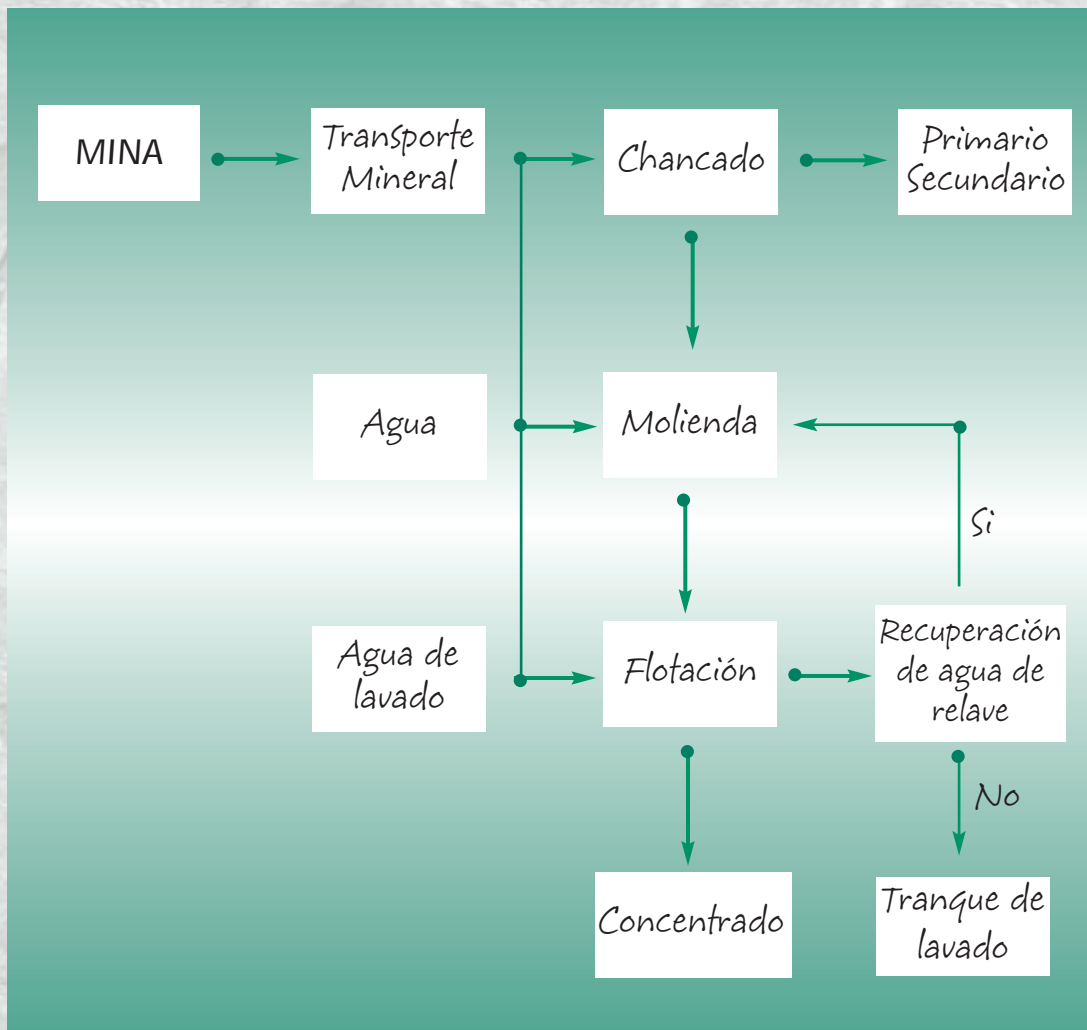 MINA
Transporte
Mineral
Chancado
Primario
Secundario
Agua
Molienda
Si
Agua de
lavado
Flotación
Recuperación
de agua de
relave
No
Concentrado
Tranque de
lavado